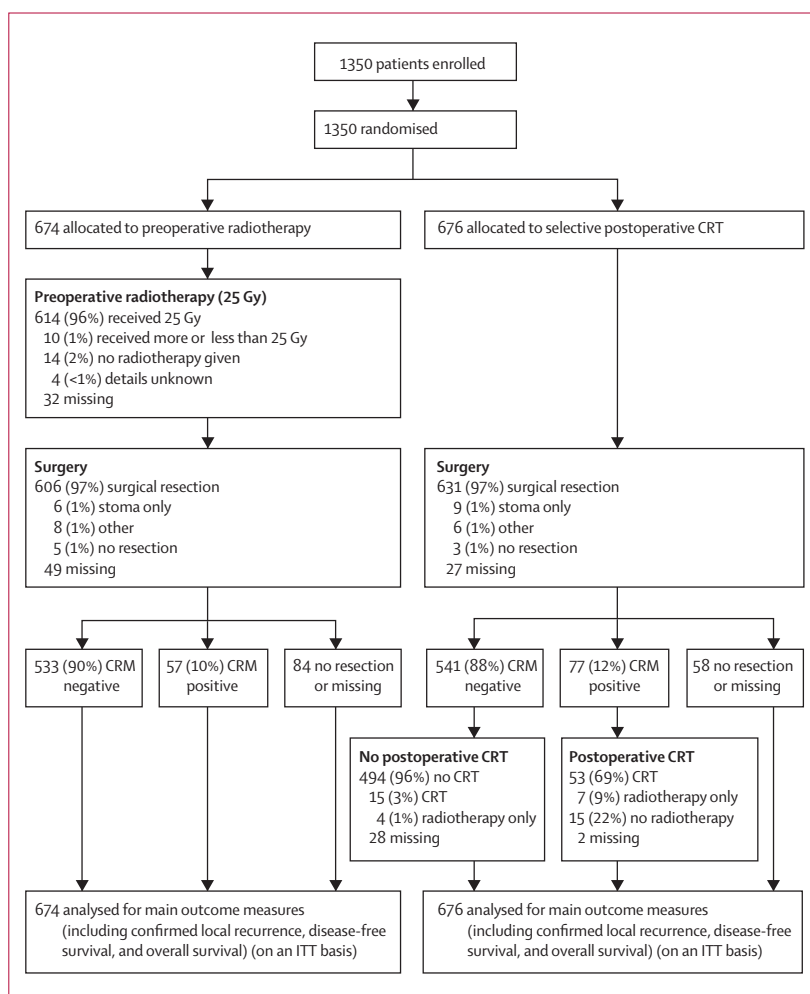 1350 patients enrolled
1350 randomised
674 allocated to preoperative radiotherapy
676 allocated to selective postoperative CRT
Preoperative radiotherapy (25 Gy)
614 (96%) received 25 Gy
10 (1%) received more or less than 25 Gy
14 (2%) no radiotherapy given
4 (<1%) details unknown
32 missing
Surgery
606 (97%) surgical resection
6 (1%) stoma only
8 (1%) other
5 (1%) no resection
49 missing
Surgery
631 (97%) surgical resection
9 (1%) stoma only
6 (1%) other
3 (1%) no resection
27 missing
533 (90%) CRM
negative
57 (10%) CRM
positive
84 no resection
or missing
541 (88%) CRM
negative
77 (12%) CRM
positive
58 no resection
or missing
No postoperative CRT
494 (96%) no CRT
15 (3%) CRT
4 (1%) radiotherapy only
28 missing
Postoperative CRT
53 (69%) CRT
7 (9%) radiotherapy only
15 (22%) no radiotherapy
2 missing
674 analysed for main outcome measures
(including confirmed local recurrence, disease-free
survival, and overall survival) (on an ITT basis)
676 analysed for main outcome measures
(including confirmed local recurrence, disease-free
survival, and overall survival) (on an ITT basis)